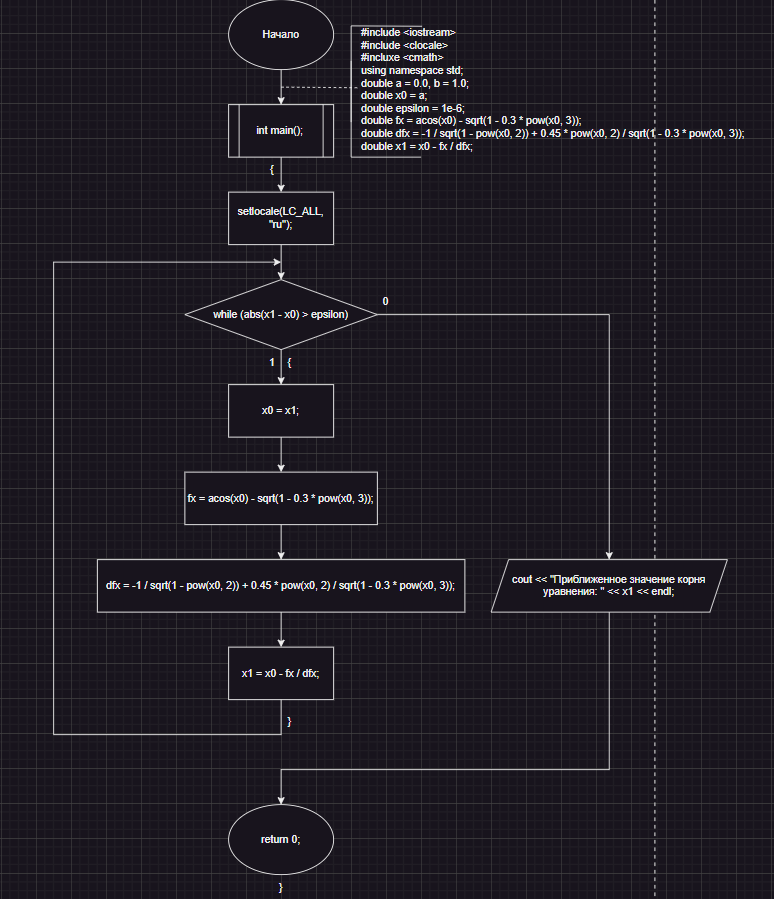 Начало
#include <iostream>
#include <clocale>
#incluxe <cmath>
using namespace std;
double a = 0.0, b = 1.0;
double x0 = a;
double epsilon = 1e-6;
double fx = acos(x0) - sqrt(1 - 0.3 * pow(x0, 3));
double dfx = -1 / sqrt(1 - pow(x0, 2)) + 0.45 * pow(x0, 2) / sqrt(1 - 0.3 * pow(x0, 3));
double x1 = x0 - fx / dfx;
int main();
{
setlocale(LC_ALL,
"ru");
while (abs(x1 - x0) > epsilon)
0
1 {
x0 = x1;
fx = acos(x0) - sqrt(1 - 0.3 * pow(x0, 3));
dfx = -1 / sqrt(1 - pow(x0, 2)) + 0.45 * pow(x0, 2) / sqrt(1 - 0.3 * pow(x0, 3));
cout << "Приближенное значение корня
уравнения: " << x1 << endl;
x1 = x0 - fx / dfx;
}
return 0;
}